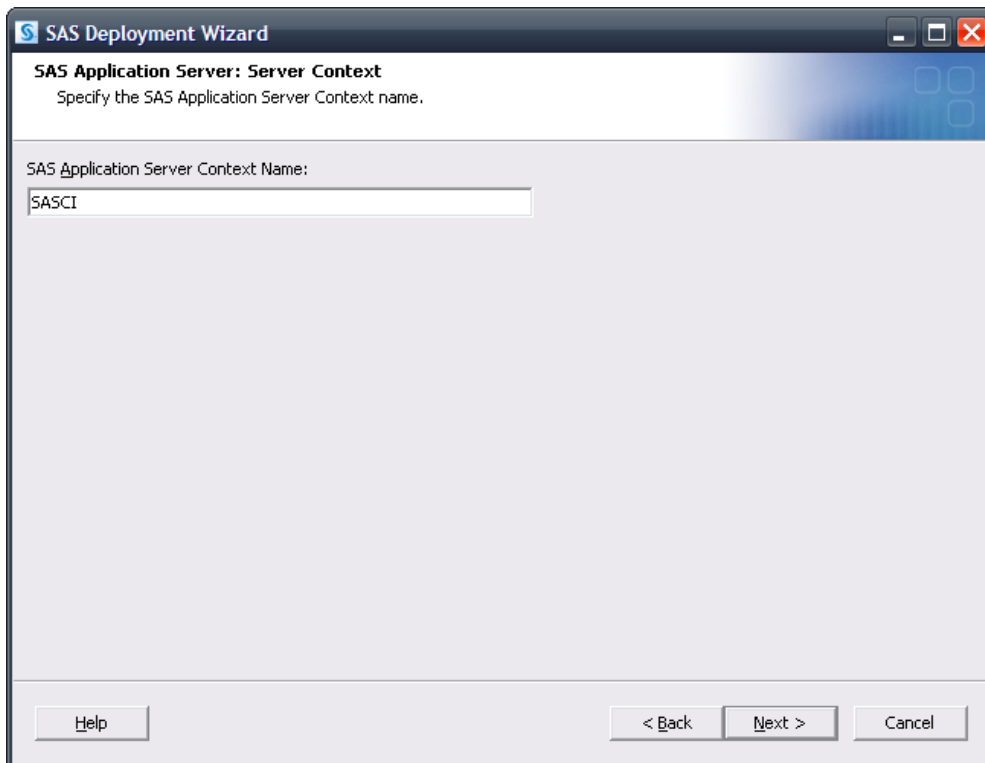 SAS Deployment Wizard
SAS Application Server: Server Context
Specify the SAS Application Server Context name.
SAS Application Server Context Name:
SASCI
Help
< Back
Next >
Cancel